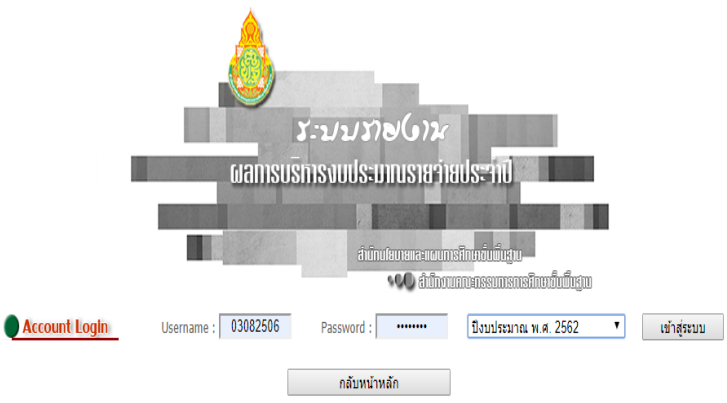 ระบบรายงาน
ผลการบริหารงบประมาณรายจ่ายประจำปี
สำนักนโยบายและแผนการศึกษาขั้นพื้นฐาน
สำนักงานคณะกรรมการการศึกษาขั้นพื้นฐาน
Account Login Username : 03082506 Password : •••••••• ปีงบประมาณ พ.ศ. 2562 เข้าสู่ระบบ
กลับหน้าหลัก